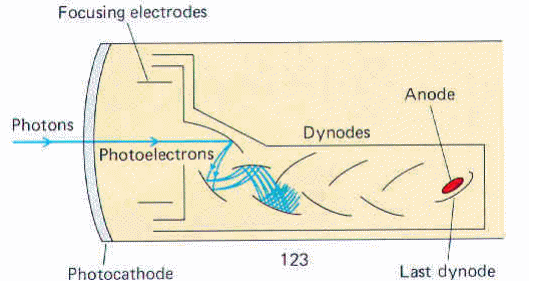 Focusing electrodes
Anode
Photons
Dynodes
Photoelectrons
123
Photocathode
Last dynode